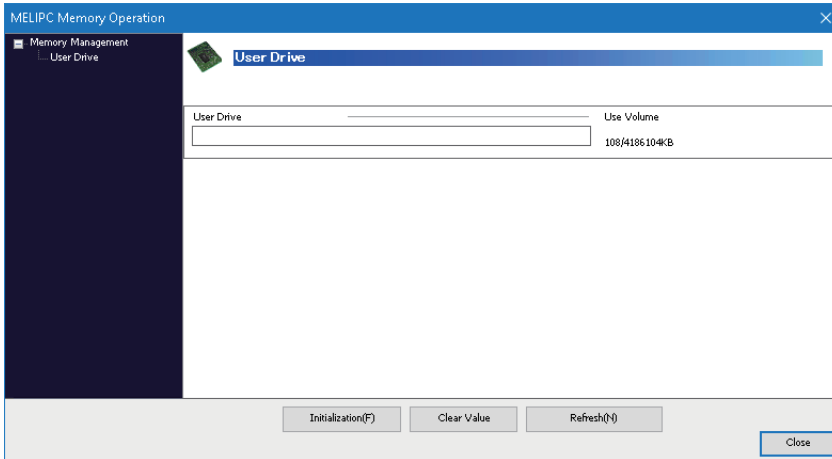 MELIPC Memory Operation
Memory Management
User Drive
User Drive
User Drive
Use Volume
108/4186104KB
Initialization(F)
Clear Value
Refresh(N)
Close